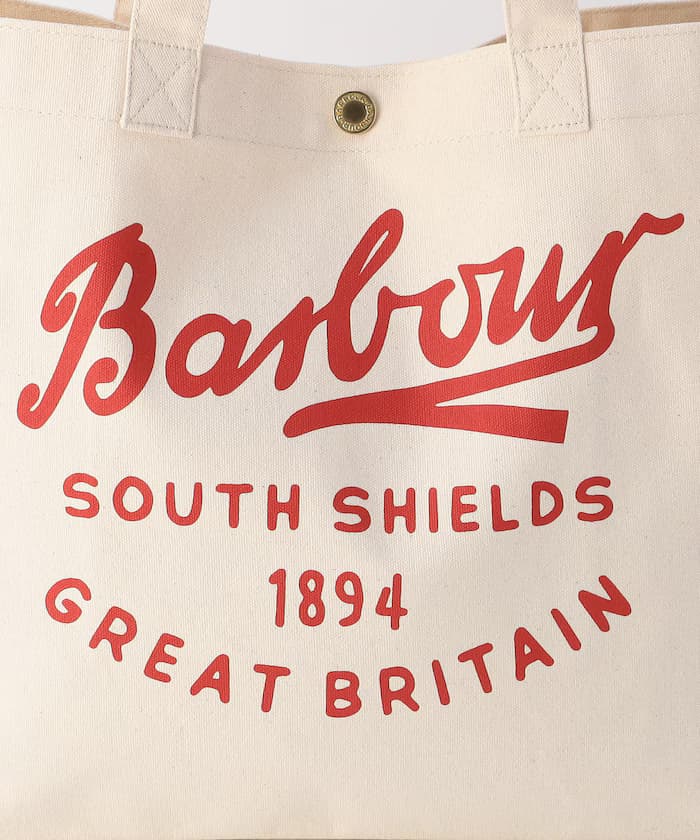 Barbour
SOUTH SHIELDS
1894
GREAT BRITAIN